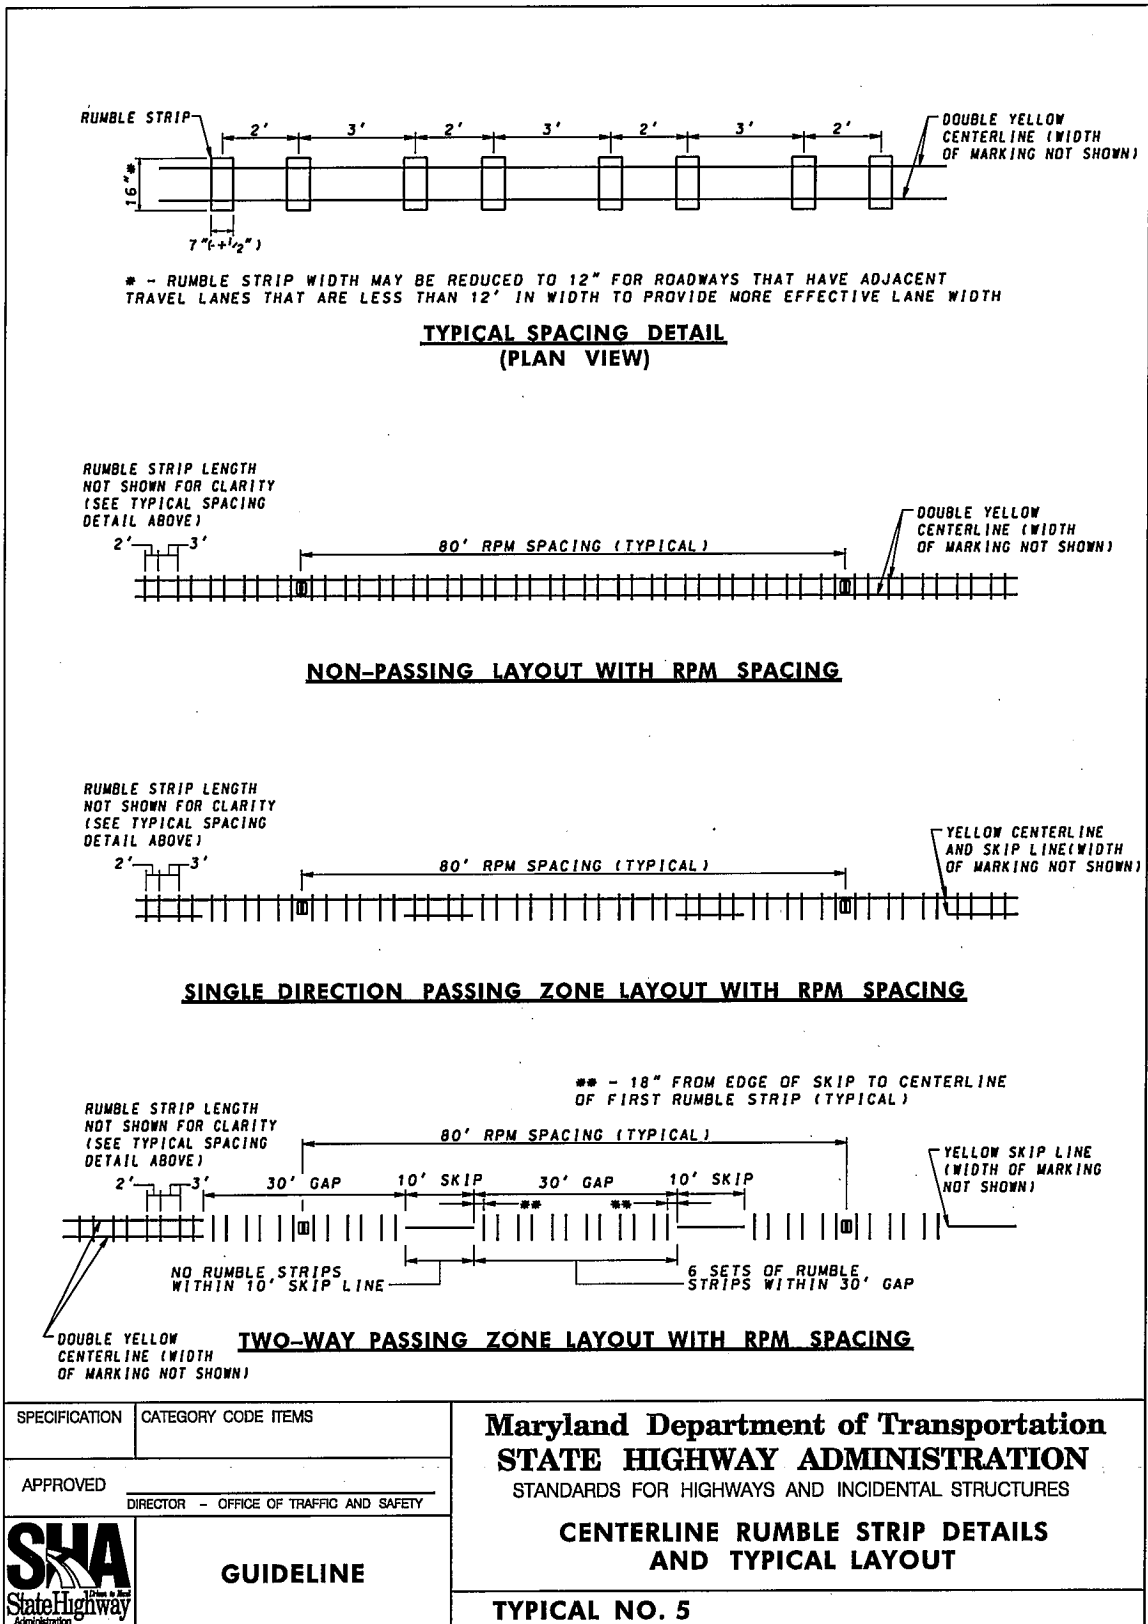 RUMBLE STRIP
2' 3' 2' 3' 2' 3' 2'
DOUBLE YELLOW
CENTERLINE (WIDTH
OF MARKING NOT SHOWN)
16"*
7"(-+1/2")
* - RUMBLE STRIP WIDTH MAY BE REDUCED TO 12" FOR ROADWAYS THAT HAVE ADJACENT
TRAVEL LANES THAT ARE LESS THAN 12' IN WIDTH TO PROVIDE MORE EFFECTIVE LANE WIDTH
TYPICAL SPACING DETAIL
(PLAN VIEW)
RUMBLE STRIP LENGTH
NOT SHOWN FOR CLARITY
(SEE TYPICAL SPACING
DETAIL ABOVE)
2' 3'
80' RPM SPACING (TYPICAL)
DOUBLE YELLOW
CENTERLINE (WIDTH
OF MARKING NOT SHOWN)
NON-PASSING LAYOUT WITH RPM SPACING
RUMBLE STRIP LENGTH
NOT SHOWN FOR CLARITY
(SEE TYPICAL SPACING
DETAIL ABOVE)
2' 3'
80' RPM SPACING (TYPICAL)
YELLOW CENTERLINE
AND SKIP LINE(WIDTH
OF MARKING NOT SHOWN)
SINGLE DIRECTION PASSING ZONE LAYOUT WITH RPM SPACING
** - 18" FROM EDGE OF SKIP TO CENTERLINE
OF FIRST RUMBLE STRIP (TYPICAL)
RUMBLE STRIP LENGTH
NOT SHOWN FOR CLARITY
(SEE TYPICAL SPACING
DETAIL ABOVE)
2' 3'
80' RPM SPACING (TYPICAL)
30' GAP 10' SKIP 30' GAP 10' SKIP
** **
YELLOW SKIP LINE
(WIDTH OF MARKING
NOT SHOWN)
NO RUMBLE STRIPS
WITHIN 10' SKIP LINE
6 SETS OF RUMBLE
STRIPS WITHIN 30' GAP
DOUBLE YELLOW
CENTERLINE (WIDTH
OF MARKING NOT SHOWN)
TWO-WAY PASSING ZONE LAYOUT WITH RPM SPACING
SPECIFICATION
CATEGORY CODE ITEMS
APPROVED
DIRECTOR - OFFICE OF TRAFFIC AND SAFETY
SHA
Driven to Excel
StateHighway
Administration
GUIDELINE
Maryland Department of Transportation
STATE HIGHWAY ADMINISTRATION
STANDARDS FOR HIGHWAYS AND INCIDENTAL STRUCTURES
CENTERLINE RUMBLE STRIP DETAILS
AND TYPICAL LAYOUT
TYPICAL NO. 5